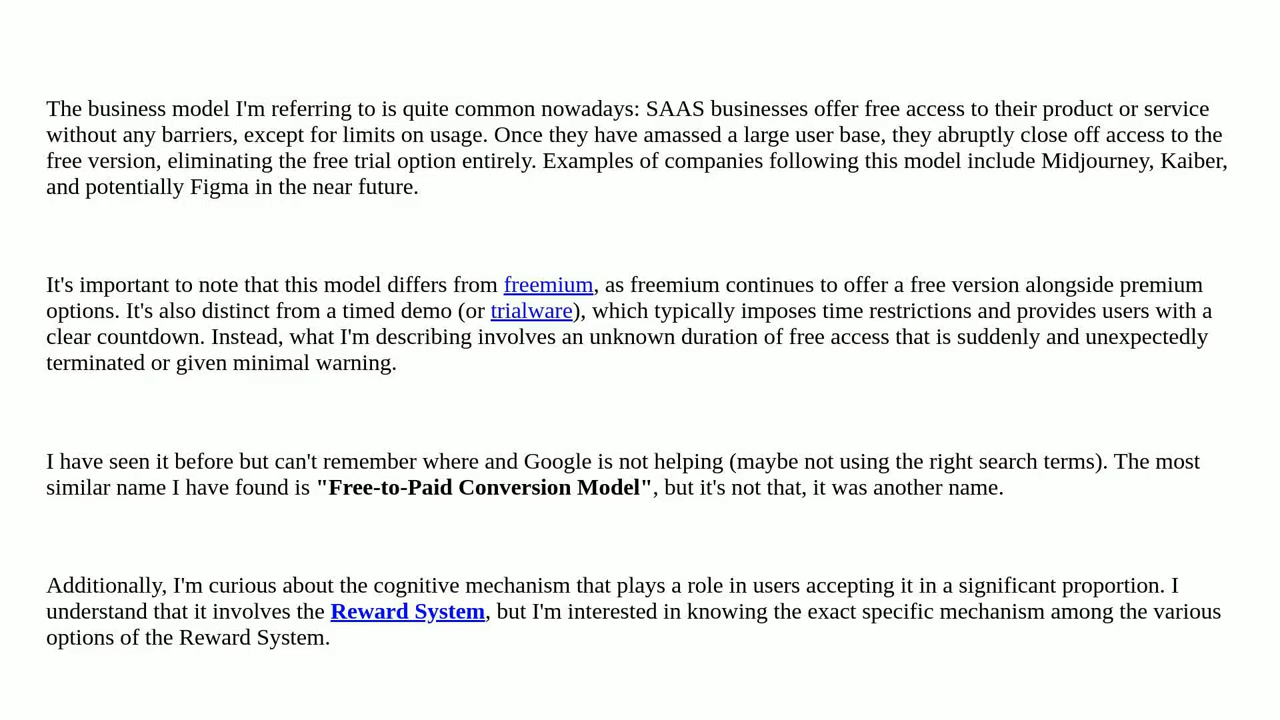 The business model I'm referring to is quite common nowadays: SAAS businesses offer free access to their product or service
without any barriers, except for limits on usage. Once they have amassed a large user base, they abruptly close off access to the
free version, eliminating the free trial option entirely. Examples of companies following this model include Midjourney, Kaiber,
and potentially Figma in the near future.
It's important to note that this model differs from freemium, as freemium continues to offer a free version alongside premium
options. It's also distinct from a timed demo (or trialware), which typically imposes time restrictions and provides users with a
clear countdown. Instead, what I'm describing involves an unknown duration of free access that is suddenly and unexpectedly
terminated or given minimal warning.
I have seen it before but can't remember where and Google is not helping (maybe not using the right search terms). The most
similar name I have found is "Free-to-Paid Conversion Model", but it's not that, it was another name.
Additionally, I'm curious about the cognitive mechanism that plays a role in users accepting it in a significant proportion. I
understand that it involves the Reward System, but I'm interested in knowing the exact specific mechanism among the various
options of the Reward System.